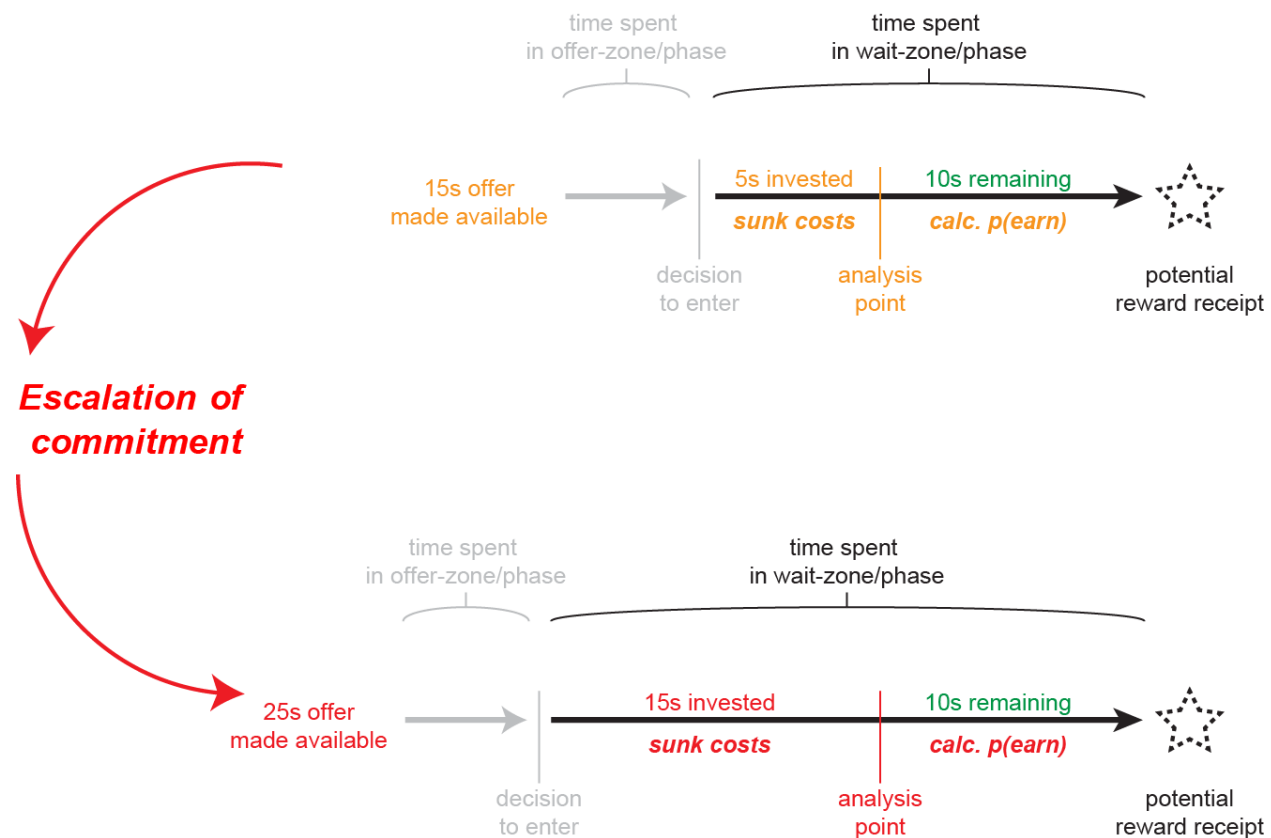 time spent
in offer-zone/phase
time spent
in wait-zone/phase
15s offer
made available
5s invested
10s remaining
sunk costs
calc. p(earn)
decision
to enter
analysis
point
potential
reward receipt
Escalation of
commitment
time spent
in offer-zone/phase
time spent
in wait-zone/phase
25s offer
made available
15s invested
10s remaining
sunk costs
calc. p(earn)
decision
to enter
analysis
point
potential
reward receipt